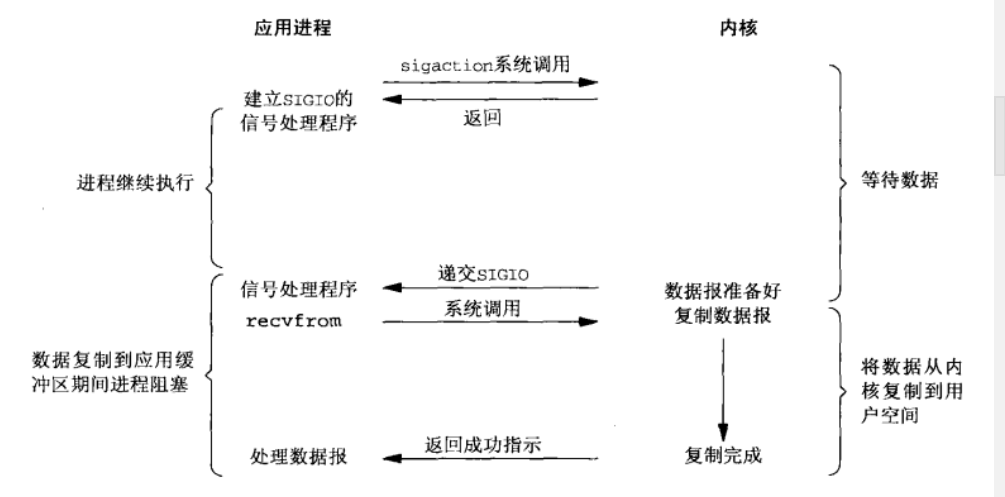 应用进程
内核
sigaction系统调用
建立SIGIO的
信号处理程序
返回
进程继续执行
等待数据
递交SIGIO
信号处理程序
数据报准备好
系统调用
recvfrom
复制数据报
数据复制到应用缓
冲区期间进程阻塞
将数据从内
核复制到用
户空间
返回成功指示
处理数据报
复制完成